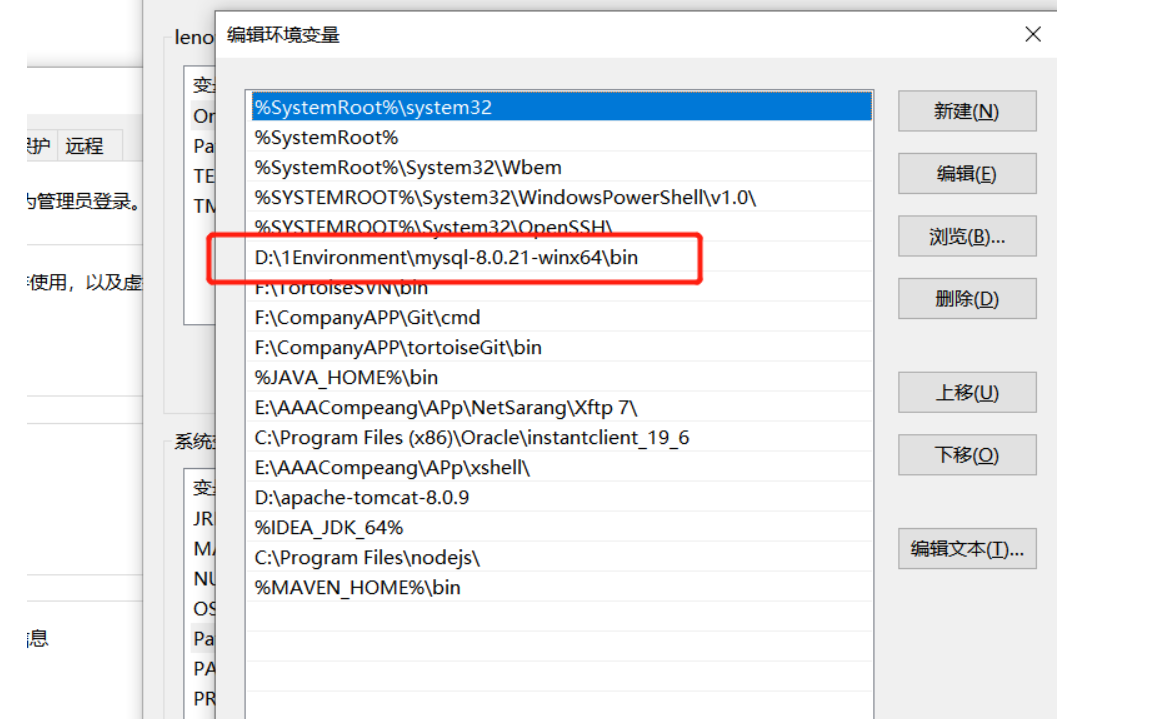 编辑环境变量
leno
变
Or
Pa
TE
TM
远程
管理员登录。
使用，以及虚
息
系统
变
JR
MA
NU
OS
Pa
PA
PR
%SystemRoot%\system32
%SystemRoot%
%SystemRoot%\System32\Wbem
%SYSTEMROOT%\System32\WindowsPowerShell\v1.0\
%SYSTEMROOT%\System32\OpenSSH\
D:\1Environment\mysql-8.0.21-winx64\bin
F:\TortoiseSVN\bin
F:\CompanyAPP\Git\cmd
F:\CompanyAPP\tortoiseGit\bin
%JAVA_HOME%\bin
E:\AAACompeang\APp\NetSarang\Xftp 7\
C:\Program Files (x86)\Oracle\instantclient_19_6
E:\AAACompeang\APp\xshell\
D:\apache-tomcat-8.0.9
%IDEA_JDK_64%
C:\Program Files\nodejs\
%MAVEN_HOME%\bin
新建(N)
编辑(E)
浏览(B)...
删除(D)
上移(U)
下移(O)
编辑文本(T)...